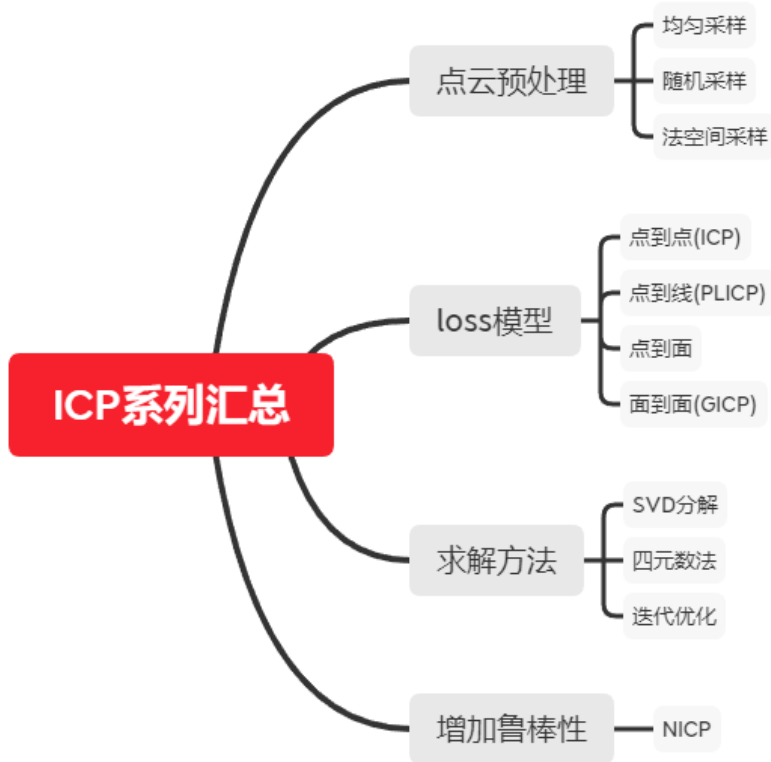 ICP系列汇总
点云预处理
均匀采样
随机采样
法空间采样
loss模型
点到点(ICP)
点到线(PLICP)
点到面
面到面(GICP)
求解方法
SVD分解
四元数法
迭代优化
增加鲁棒性
NICP